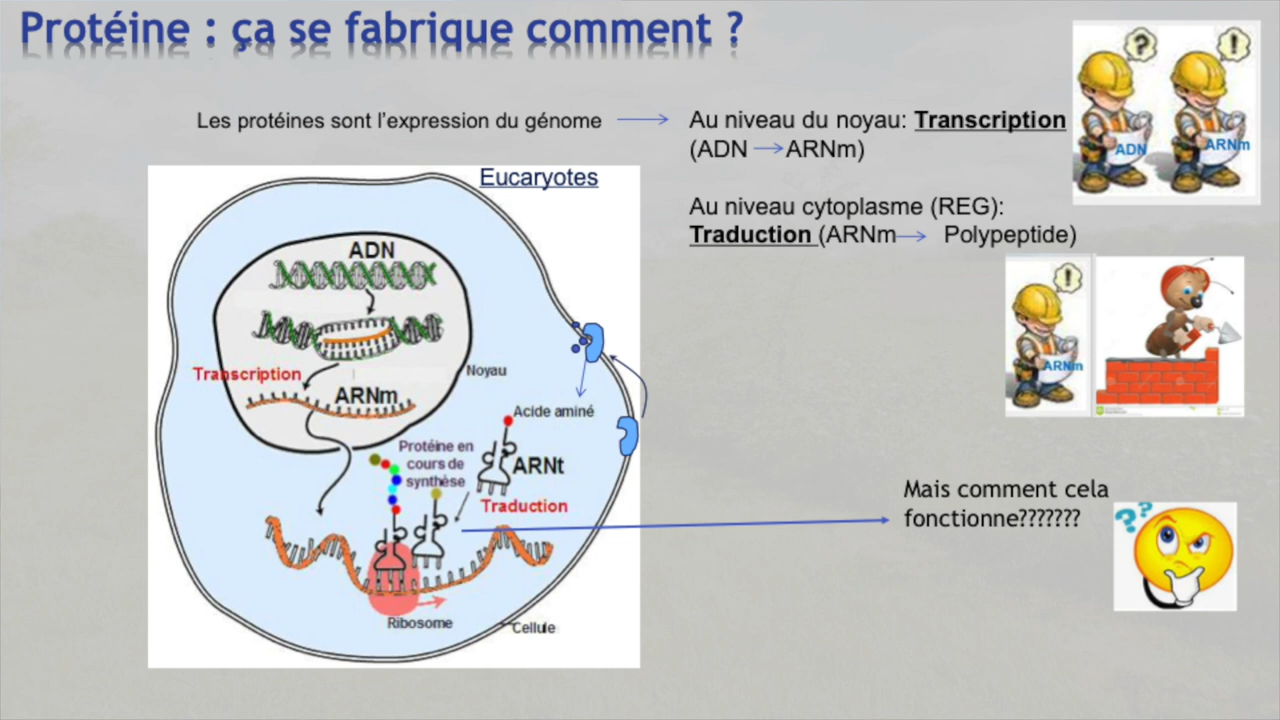 Protéine : ça se fabrique comment ?
Les protéines sont l'expression du génome
Au niveau du noyau: Transcription
(ADN → ARNm)
Au niveau cytoplasme (REG):
Traduction (ARNm → Polypeptide)
?
!
ADN
ARNm
!
ARNm
Eucaryotes
ADN
Transcription
ARNm
Noyau
Acide aminé
Protéine en
cours de
synthèse
ARNt
Traduction
Ribosome
Cellule
Mais comment cela
fonctionne???????
???